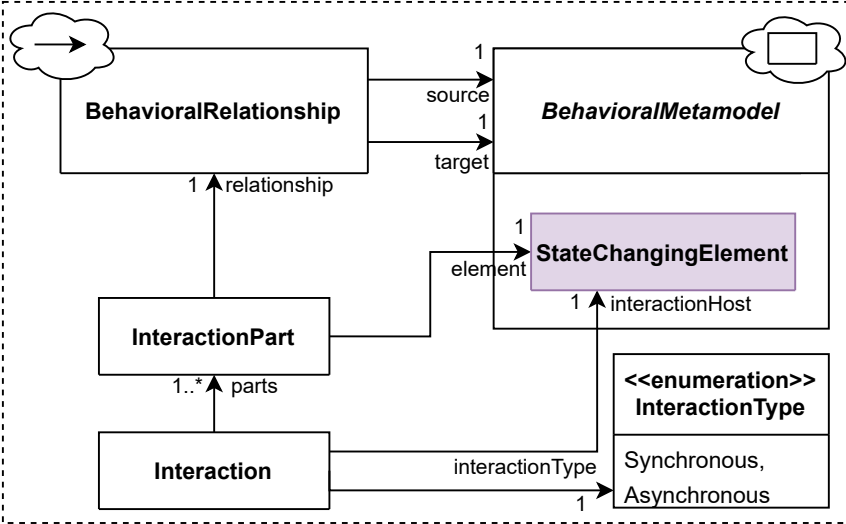 1
source
BehavioralRelationship
BehavioralMetamodel
1
target
1 relationship
1
StateChangingElement
element
1 interactionHost
InteractionPart
1..* parts
<<enumeration>>
InteractionType
Interaction
interactionType
Synchronous,
1
Asynchronous